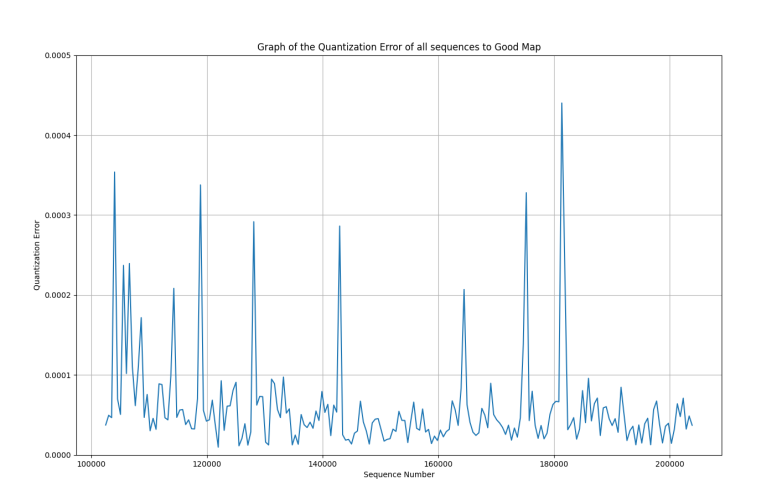 Graph of the Quantization Error of all sequences to Good Map
0.0005
0.0004
0.0003
0.0002
0.0001
0.0000
Quantization Error
100000 120000 140000 160000 180000 200000
Sequence Number